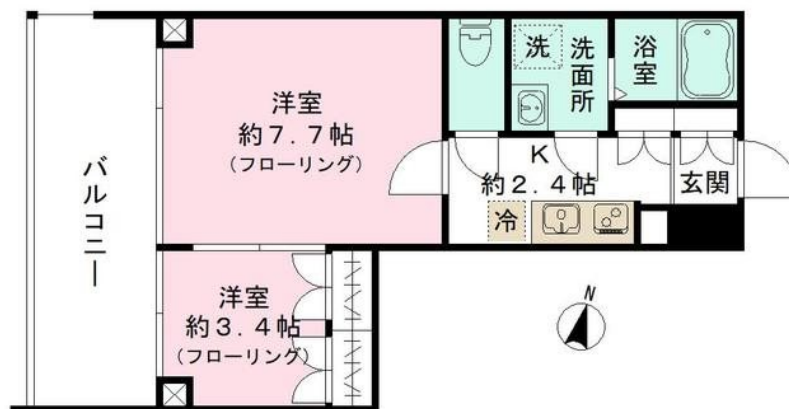 バルコニー
洋室
約7.7帖
(フローリング)
洋室
約3.4帖
(フローリング)
洗
洗面所
浴室
K
約2.4帖
冷
玄関
N